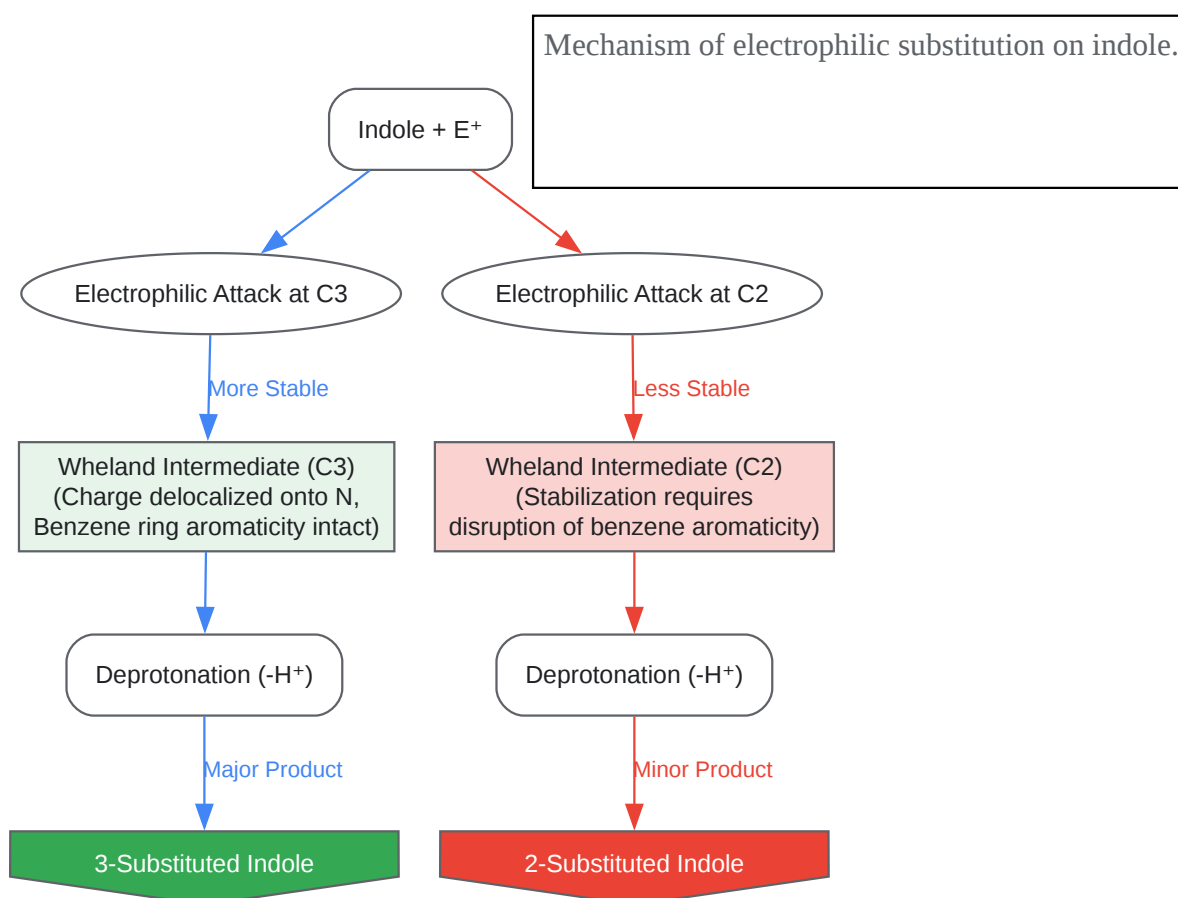 Mechanism of electrophilic substitution on indole.
Indole + E⁺
Electrophilic Attack at C3
Electrophilic Attack at C2
More Stable
Less Stable
Wheland Intermediate (C3)
(Charge delocalized onto N,
Benzene ring aromaticity intact)
Wheland Intermediate (C2)
(Stabilization requires
disruption of benzene aromaticity)
Deprotonation (-H⁺)
Deprotonation (-H⁺)
Major Product
Minor Product
3-Substituted Indole
2-Substituted Indole